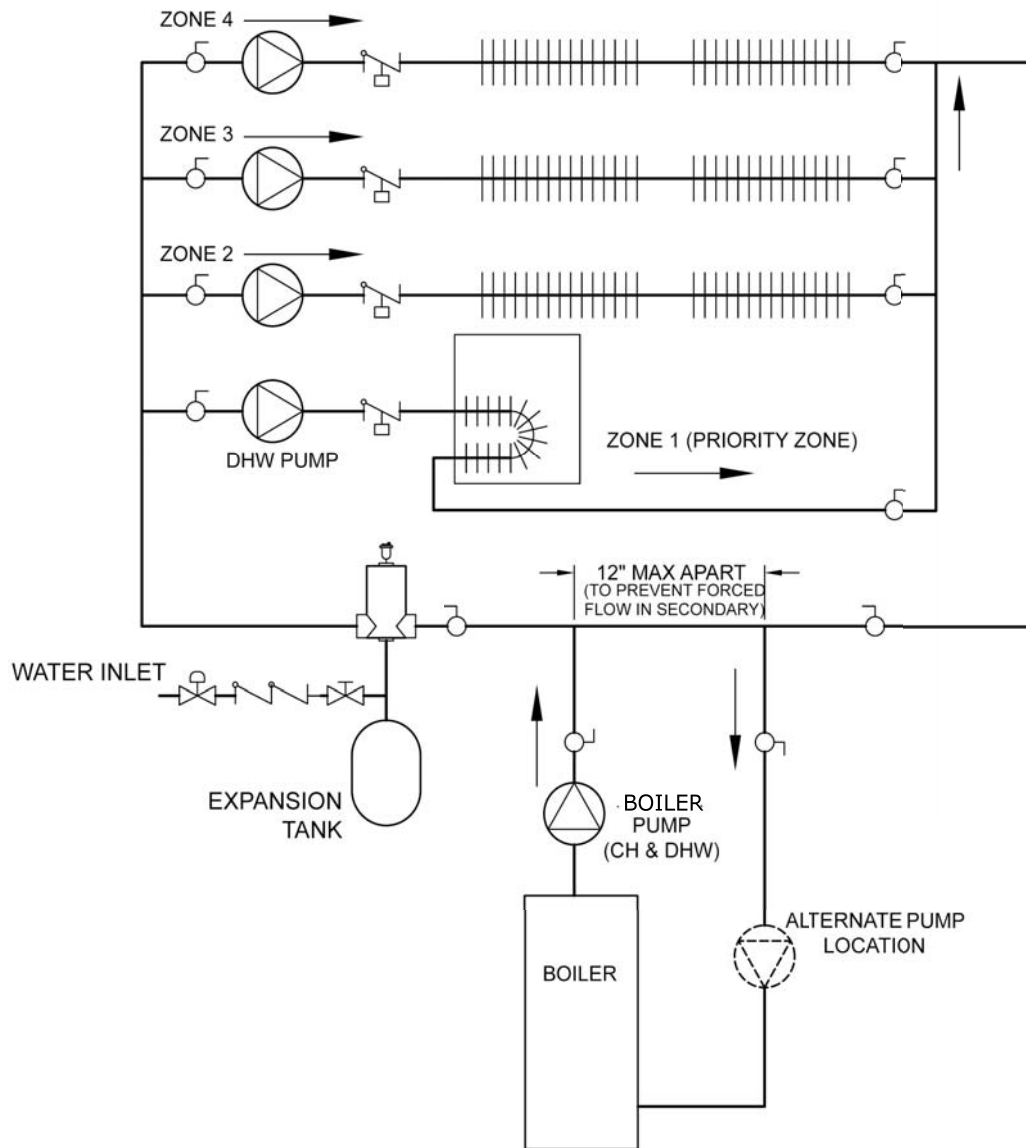 ZONE 4
ZONE 3
ZONE 2
DHW PUMP
ZONE 1 (PRIORITY ZONE)
12" MAX APART
(TO PREVENT FORCED
FLOW IN SECONDARY)
WATER INLET
EXPANSION
TANK
BOILER
PUMP
(CH & DHW)
ALTERNATE PUMP
LOCATION
BOILER